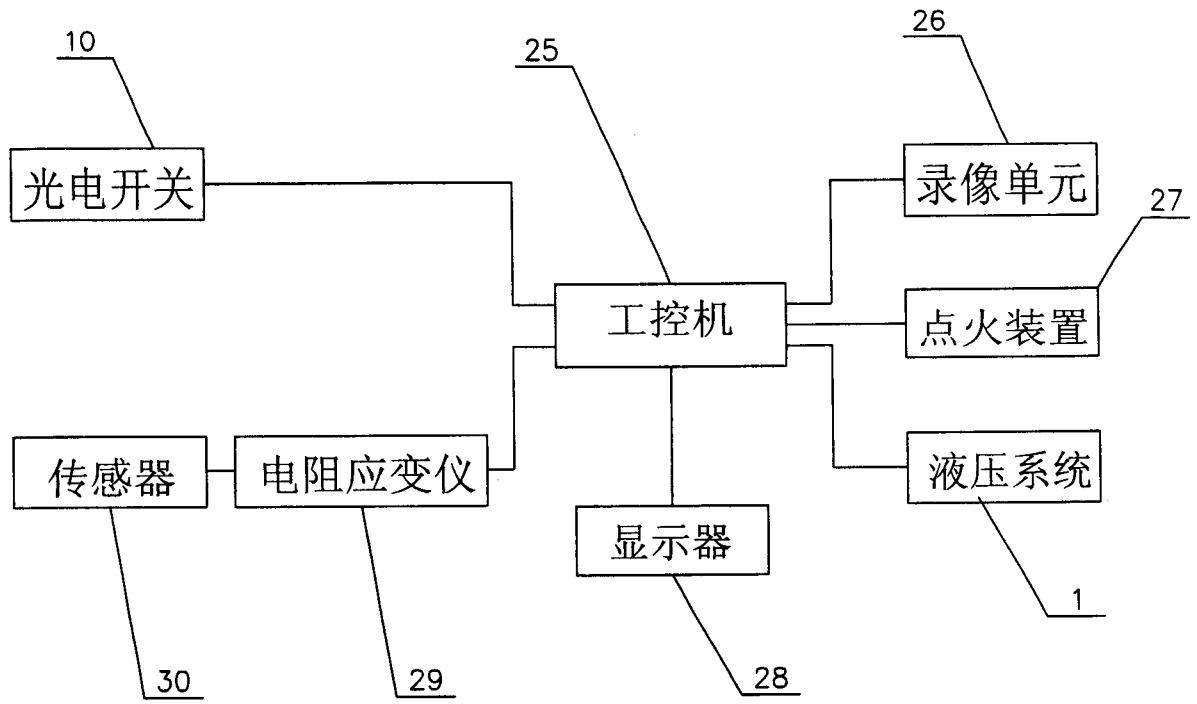 10
25
26
光电开关
录像单元
27
工控机
点火装置
传感器
电阻应变仪
液压系统
显示器
1
30
29
28